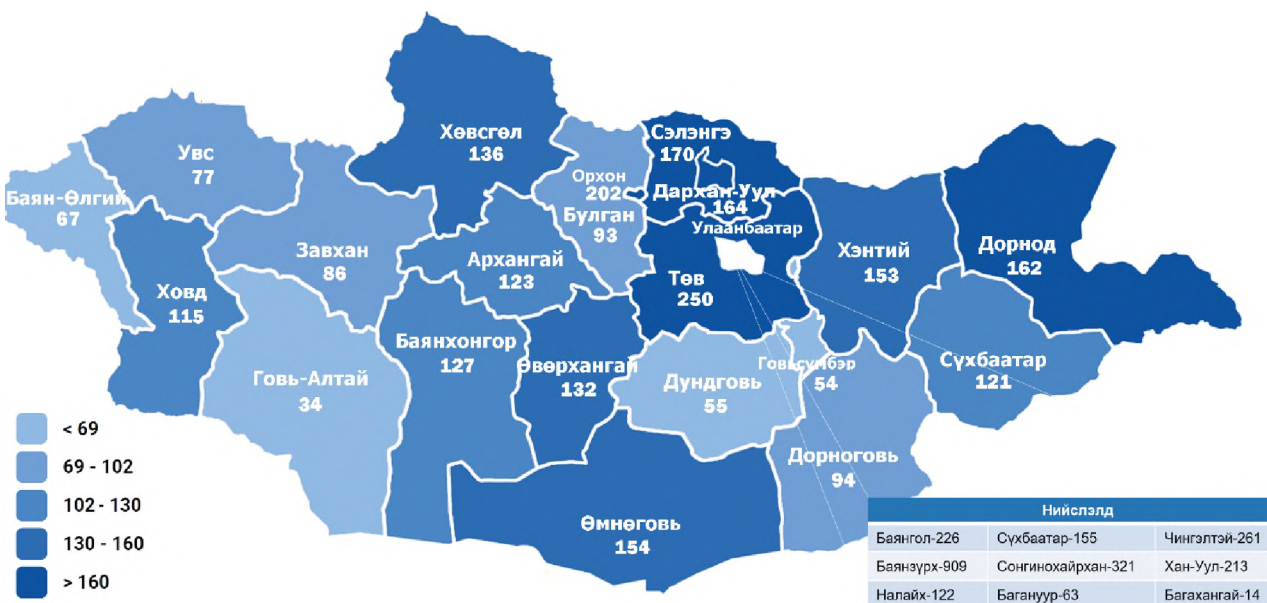 Хөвсгөл
136
Сэлэнгэ
170
Увс
77
Орхон
202
Баян-Өлгий
67
Дархан-Уул
164
Булган
93
Улаанбаатар
Завхан
86
Архангай
123
Хэнтий
153
Дорнод
162
Төв
250
Ховд
115
Баянхонгор
127
Өвөрхангай
132
Говьсүмбэр
54
Сүхбаатар
121
Говь-Алтай
34
Дундговь
55
Дорноговь
94
Өмнөговь
154
< 69
69 - 102
102 - 130
130 - 160
> 160
Нийслэлд
Баянгол-226 Сүхбаатар-155 Чингэлтэй-261
Баянзүрх-909 Сонгинохайрхан-321 Хан-Уул-213
Налайх-122 Багануур-63 Багахангай-14